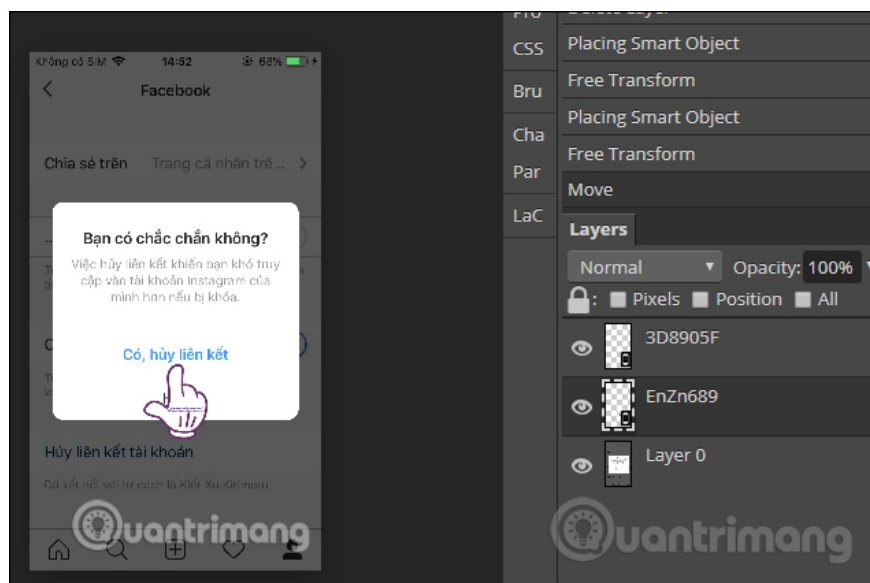 Không có SIM 14:52 68%
Facebook
Chia sẻ trên Trang cá nhân trê...
Bạn có chắc chắn không?
Việc hủy liên kết khiến bạn khó truy
cập vào tài khoản Instagram của
mình hơn nếu bị khóa.
Có, hủy liên kết
Hủy liên kết tài khoản
Đã kết nối với tư cách là Kiết Xu Kirimaru
Quantrimang
CSS
Bru
Cha
Par
LaC
Placing Smart Object
Free Transform
Placing Smart Object
Free Transform
Move
Layers
Normal Opacity: 100%
: Pixels Position All
3D8905F
EnZn689
Layer 0
Quantrimang